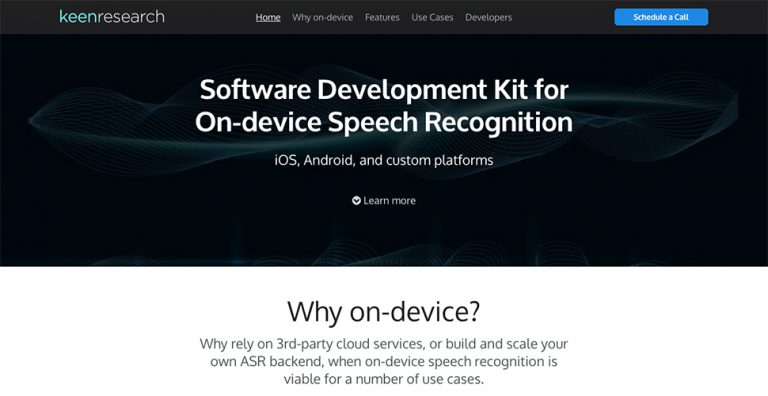 keenresearch
Home Why on-device Features Use Cases Developers Schedule a Call
Software Development Kit for
On-device Speech Recognition
iOS, Android, and custom platforms
Learn more
Why on-device?
Why rely on 3rd-party cloud services, or build and scale your
own ASR backend, when on-device speech recognition is
viable for a number of use cases.